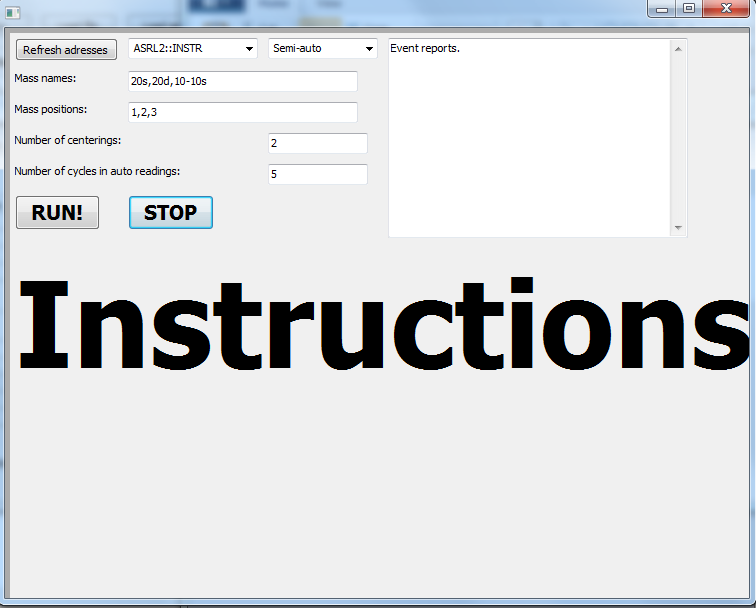 Refresh adresses ASRL2::INSTR Semi-auto Event reports.
Mass names: 20s,20d,10-10s
Mass positions: 1,2,3
Number of centerings: 2
Number of cycles in auto readings: 5
RUN! STOP
Instructions